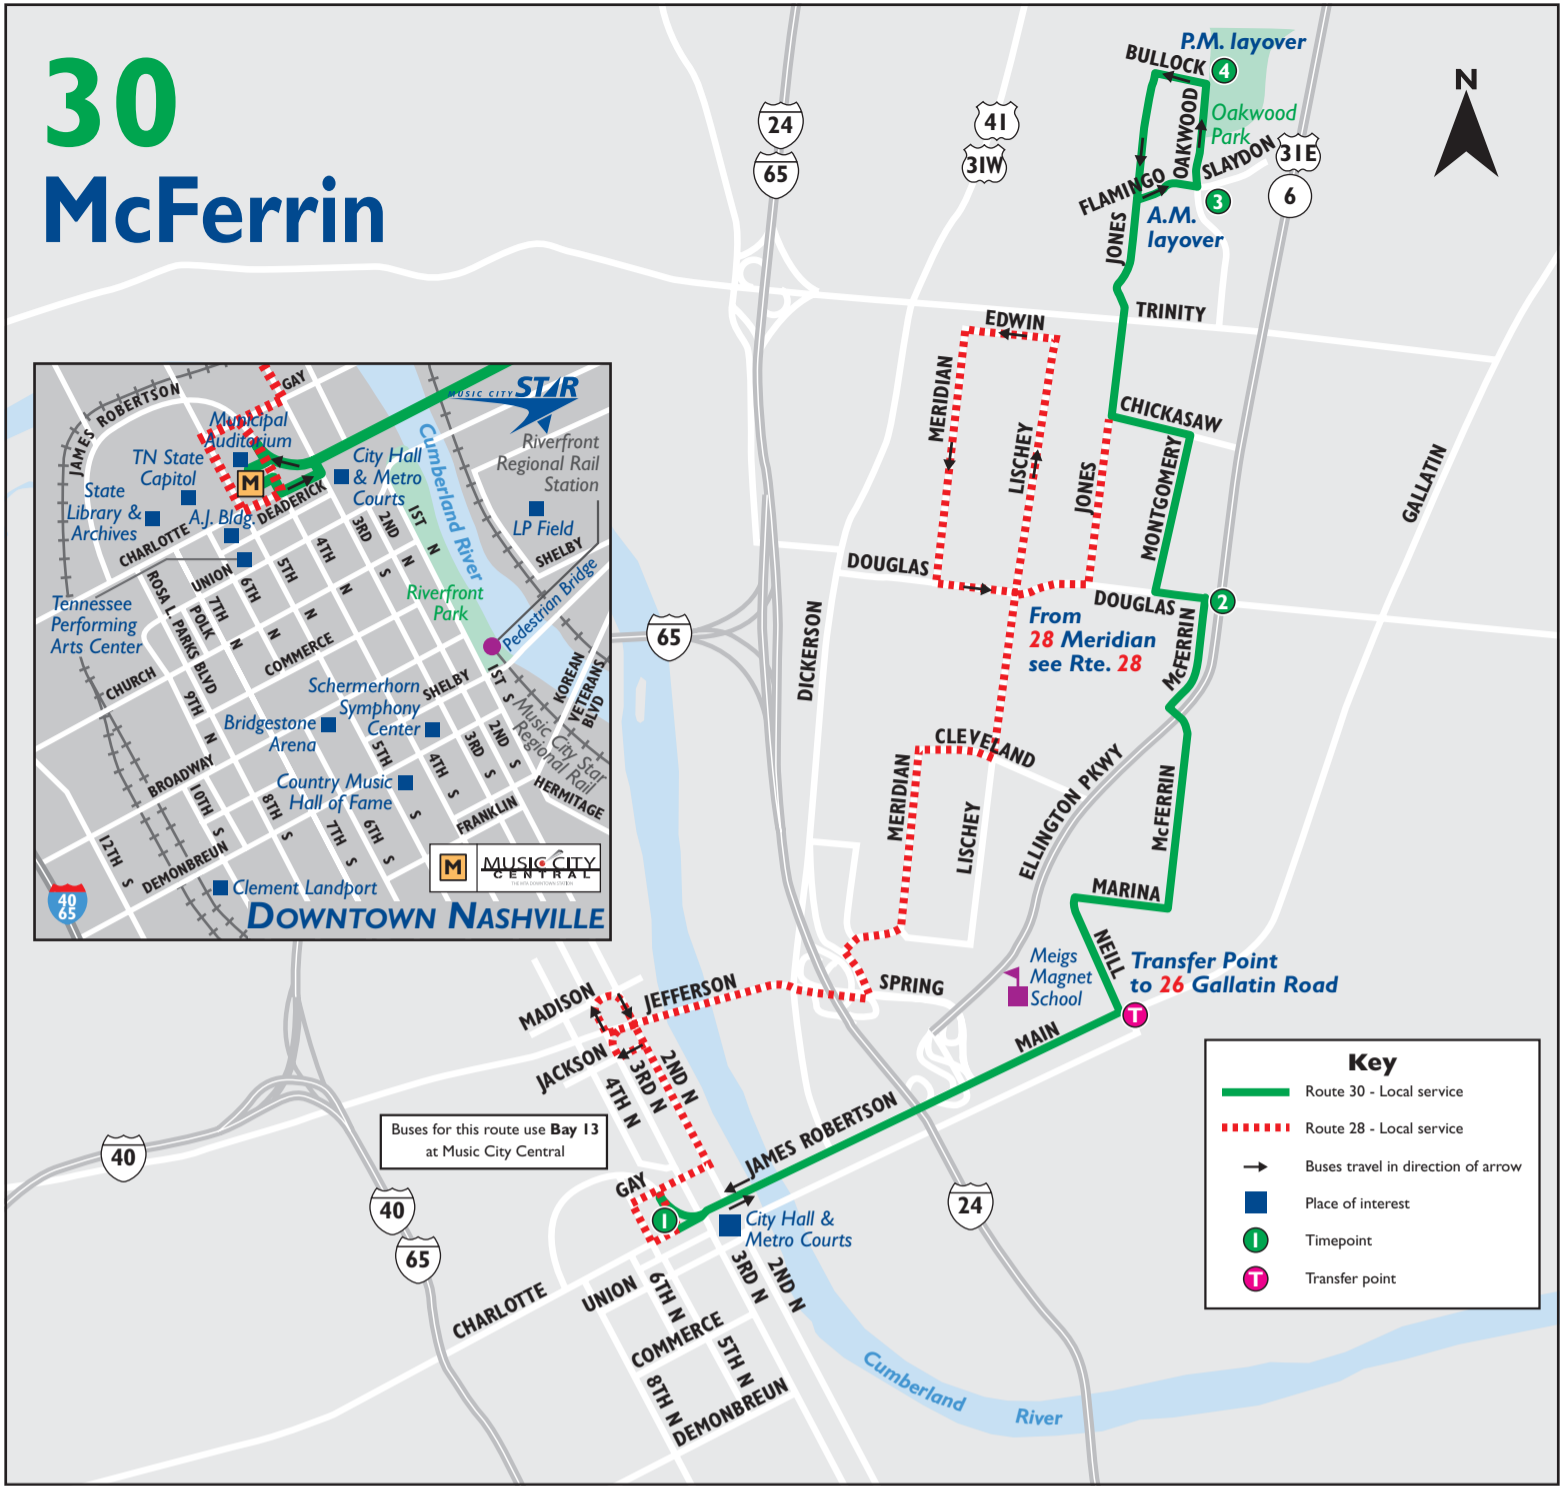 30
McFerrin
P.M. layover
BULLOCK
4
OAKWOOD
Oakwood
Park
SLAYDON
FLAMINGO
3
A.M.
layover
JONES
24
65
41
31W
31E
6
N
TRINITY
EDWIN
MERIDIAN
LISCHEY
JONES
CHICKASAW
MONTGOMERY
GALLATIN
DOUGLAS
DOUGLAS
2
From
28 Meridian
see Rte. 28
McFERRIN
DICKERSON
65
CLEVELAND
MERIDIAN
LISCHEY
ELLINGTON PKWY
McFERRIN
MARINA
NEILL
Meigs
Magnet
School
Transfer Point
to 26 Gallatin Road
T
SPRING
MAIN
JEFFERSON
MADISON
JACKSON
2ND N
3RD N
4TH N
JAMES ROBERTSON
Buses for this route use Bay 13
at Music City Central
GAY
1
City Hall &
Metro Courts
40
40
65
24
CHARLOTTE
UNION
6TH N
3RD N
2ND N
COMMERCE
5TH N
8TH N
DEMONBREUN
Cumberland
River
Key
Route 30 - Local service
Route 28 - Local service
Buses travel in direction of arrow
Place of interest
1
Timepoint
T
Transfer point
JAMES ROBERTSON
GAY
MUSIC CITY STAR
Municipal
Auditorium
TN State
Capitol
M
State
Library &
Archives
A.J. Bldg.
DEADERICK
City Hall
& Metro
Courts
Riverfront
Regional Rail
Station
LP Field
Cumberland River
CHARLOTTE
1ST N
2ND N
3RD S
4TH N
5TH N
6TH N
7TH N
UNION
POLK
ROSA L. PARKS BLVD
SHELBY
Riverfront
Park
Pedestrian Bridge
Tennessee
Performing
Arts Center
COMMERCE
CHURCH
9TH N
Schermerhorn
Symphony
Center
SHELBY
1ST S
KOREAN
VETERANS
BLVD
Music City Star
Regional Rail
Bridgestone
Arena
5TH S
4TH S
3RD S
2ND S
Country Music
Hall of Fame
BROADWAY
HERMITAGE
FRANKLIN
10TH S
8TH S
7TH S
6TH S
12TH S
DEMONBREUN
M
MUSIC CITY
CENTRAL
Clement Landport
40
65
DOWNTOWN NASHVILLE